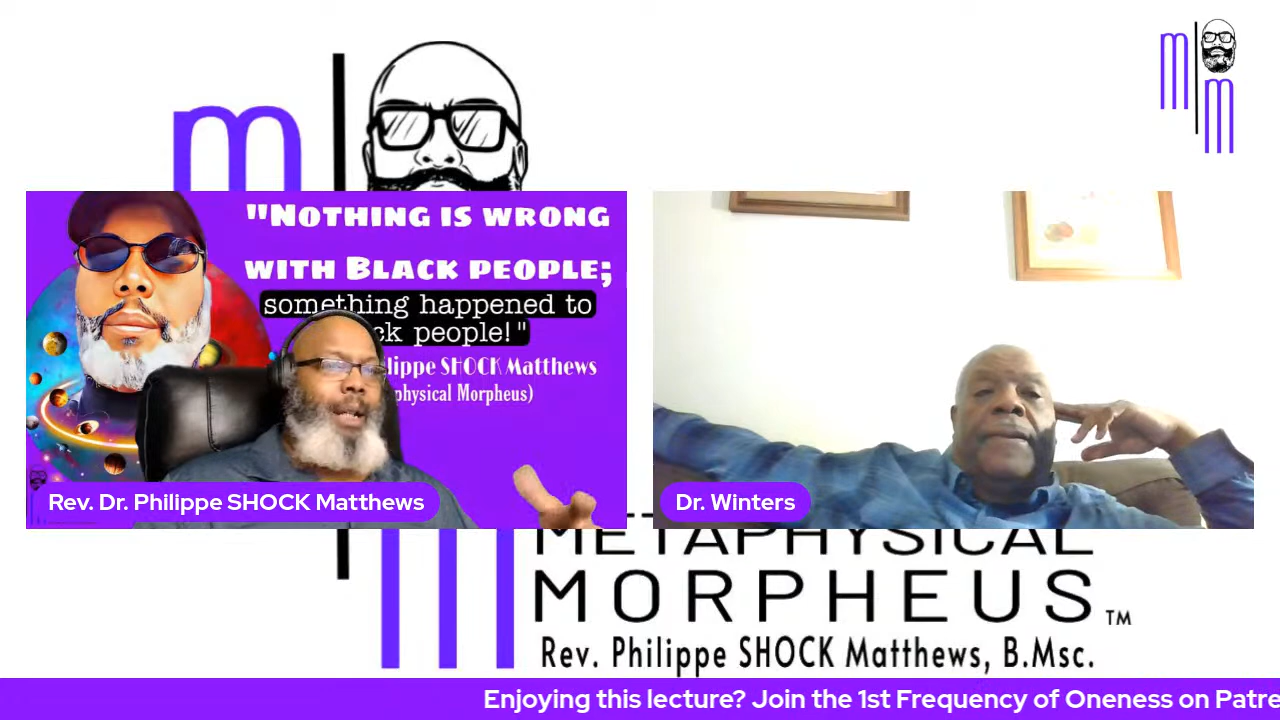 m
m
m
"Nothing is wrong
with Black people;
something happened to
ck people!"
lippe SHOCK Matthews
physical Morpheus)
Rev. Dr. Philippe SHOCK Matthews
Dr. Winters
m
METAPHYSICAL
MORPHEUS™
Rev. Philippe SHOCK Matthews, B.Msc.
Enjoying this lecture? Join the 1st Frequency of Oneness on Patre